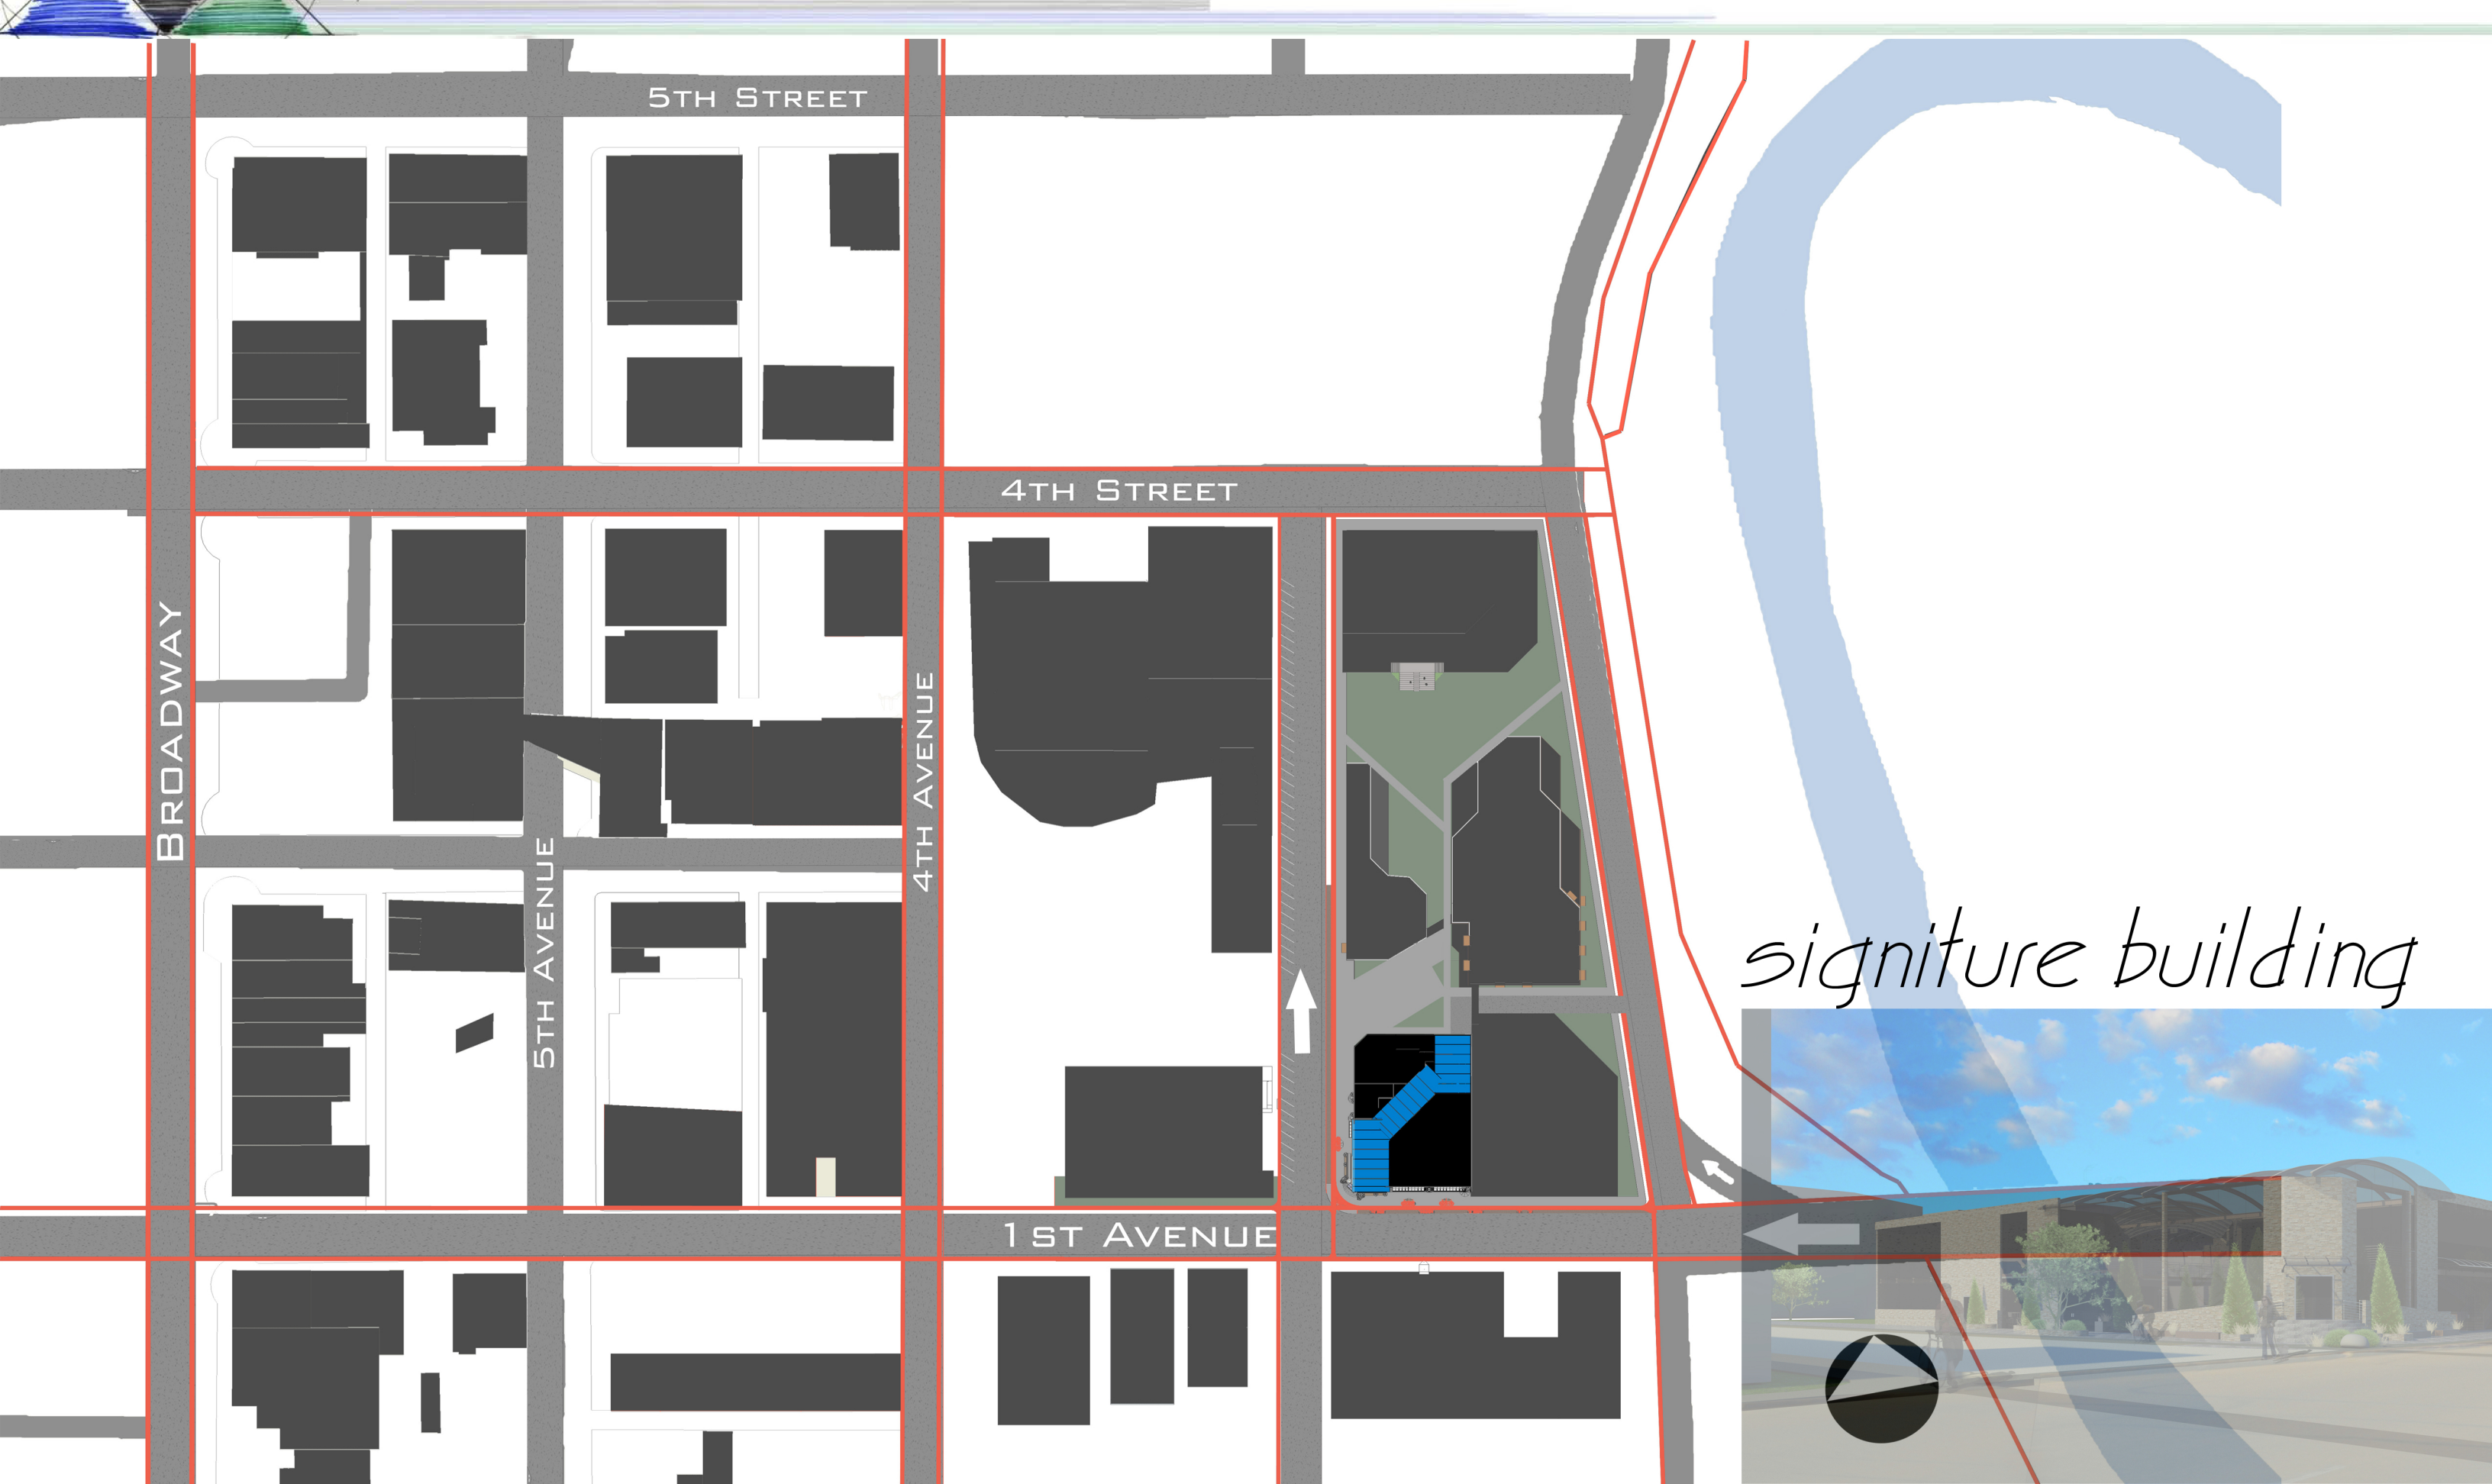 5TH STREET
4TH STREET
BROADWAY
4TH AVENUE
5TH AVENUE
signiture building
1ST AVENUE